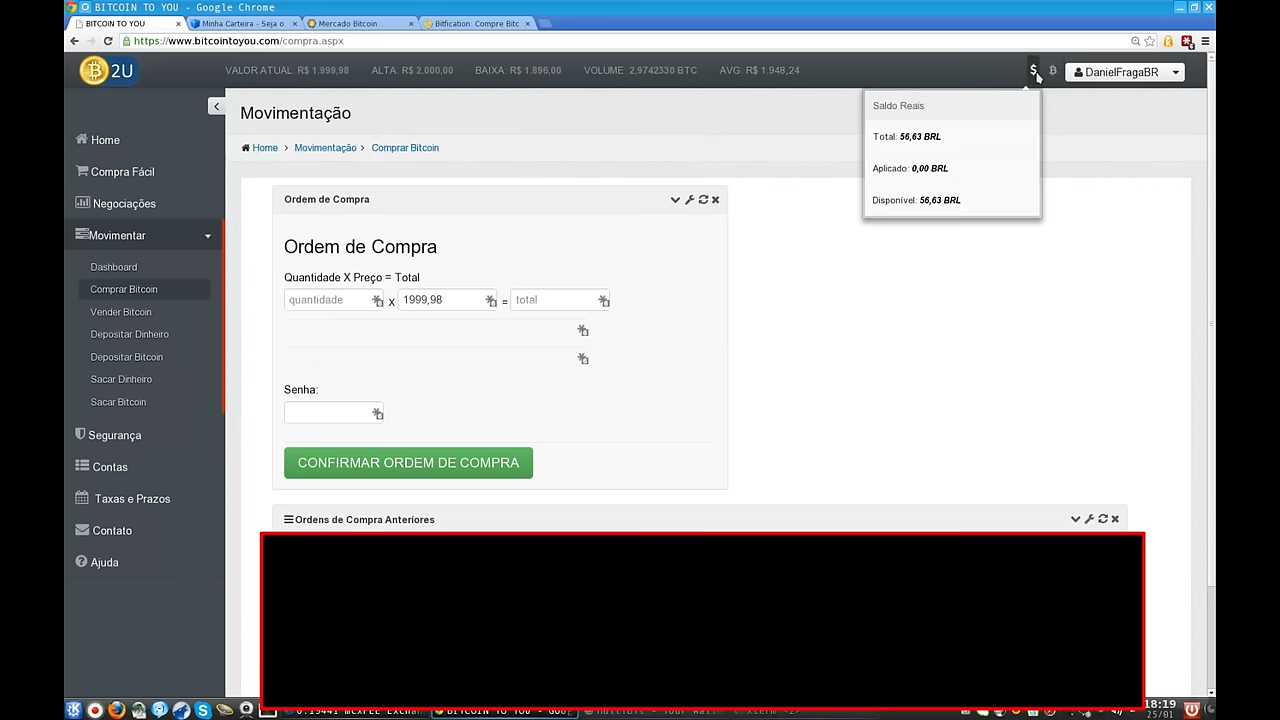 BITCOIN TO YOU - Google Chrome
BITCOIN TO YOU
Minha Carteira - Seja o
Mercado Bitcoin
Bitfication: Compre Bitc
https://www.bitcointoyou.com/compra.aspx
B 2U
VALOR ATUAL: R$ 1.999,98
ALTA: R$ 2.000,00
BAIXA: R$ 1.896,00
VOLUME: 2,9742330 BTC
AVG: R$ 1.948,24
$
DanielFragaBR
Saldo Reais
Total: 56,63 BRL
Aplicado: 0,00 BRL
Disponível: 56,63 BRL
Home
Compra Fácil
Negociações
Movimentar
Dashboard
Comprar Bitcoin
Vender Bitcoin
Depositar Dinheiro
Depositar Bitcoin
Sacar Dinheiro
Sacar Bitcoin
Segurança
Contas
Taxas e Prazos
Contato
Ajuda
Movimentação
Home > Movimentação > Comprar Bitcoin
Ordem de Compra
Ordem de Compra
Quantidade X Preço = Total
quantidade x 1999,98 = total
Senha:
CONFIRMAR ORDEM DE COMPRA
Ordens de Compra Anteriores
BITCOIN TO YOU - Goog
18:19
25/01